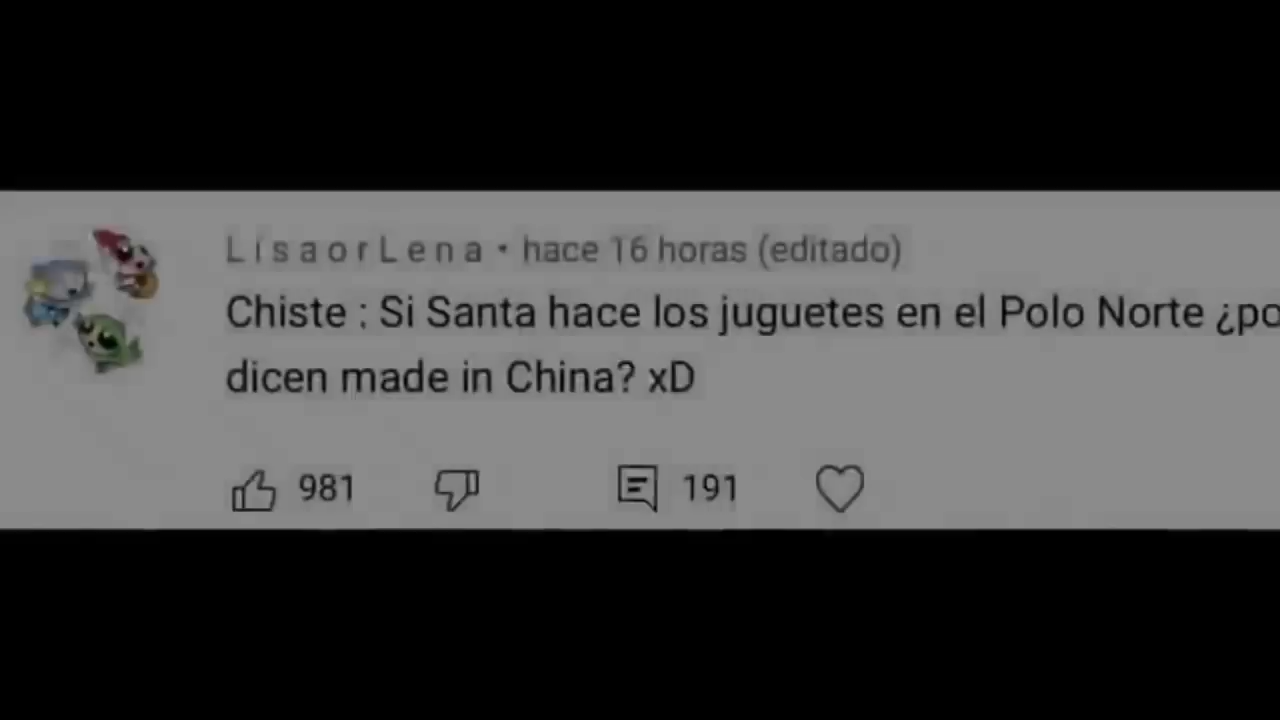 L i s a o r L e n a • hace 16 horas (editado)
Chiste : Si Santa hace los juguetes en el Polo Norte ¿po
dicen made in China? xD
981 191